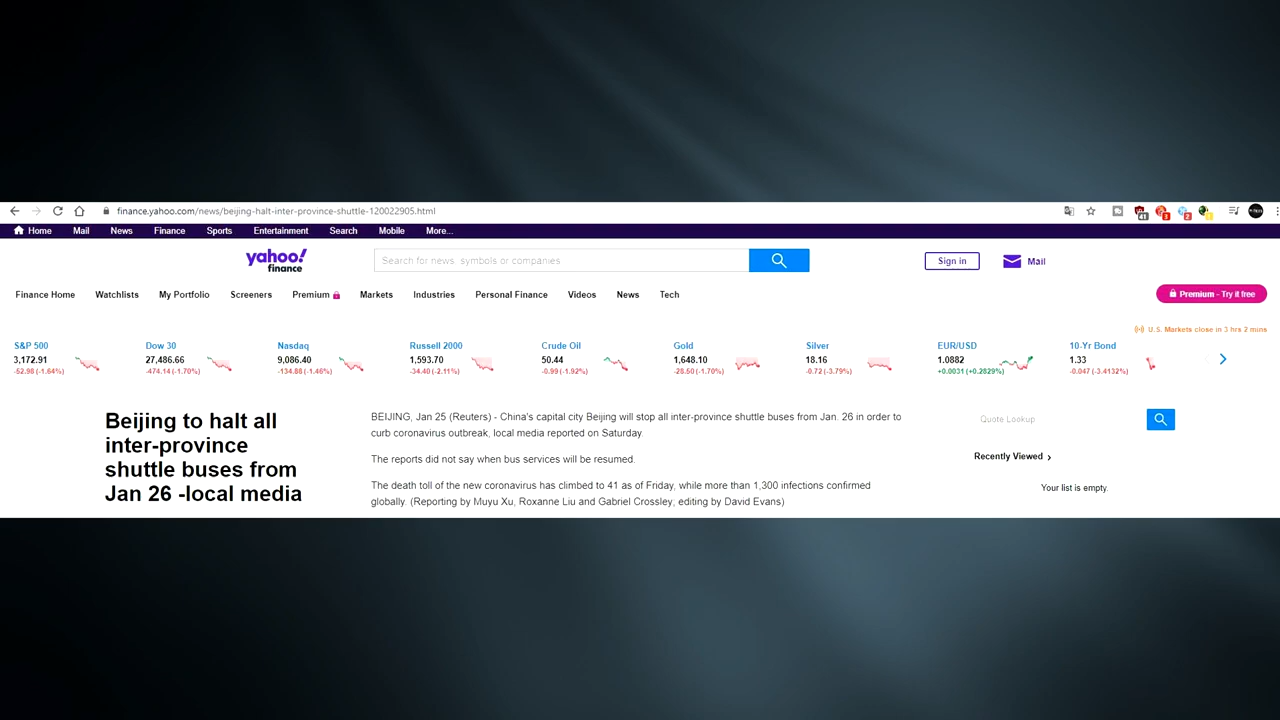 finance.yahoo.com/news/beijing-halt-inter-province-shuttle-120022905.html
41 3 2
Home Mail News Finance Sports Entertainment Search Mobile More...
yahoo!
finance
Search for news, symbols or companies
Sign in Mail
Finance Home Watchlists My Portfolio Screeners Premium Markets Industries Personal Finance Videos News Tech Premium - Try it free
U.S. Markets close in 3 hrs 2 mins
S&P 500 Dow 30 Nasdaq Russell 2000 Crude Oil Gold Silver EUR/USD 10-Yr Bond
3,172.91 27,486.66 9,086.40 1,593.70 50.44 1,648.10 18.16 1.0882 1.33
-52.98 (-1.64%) -474.14 (-1.70%) -134.88 (-1.46%) -34.40 (-2.11%) -0.99 (-1.92%) -28.50 (-1.70%) -0.72 (-3.79%) +0.0031 (+0.2829%) -0.047 (-3.4132%)
Beijing to halt all
inter-province
shuttle buses from
Jan 26 -local media
BEIJING, Jan 25 (Reuters) - China's capital city Beijing will stop all inter-province shuttle buses from Jan. 26 in order to
curb coronavirus outbreak, local media reported on Saturday.
The reports did not say when bus services will be resumed.
The death toll of the new coronavirus has climbed to 41 as of Friday, while more than 1,300 infections confirmed
globally. (Reporting by Muyu Xu, Roxanne Liu and Gabriel Crossley; editing by David Evans)
Quote Lookup
Recently Viewed
Your list is empty.